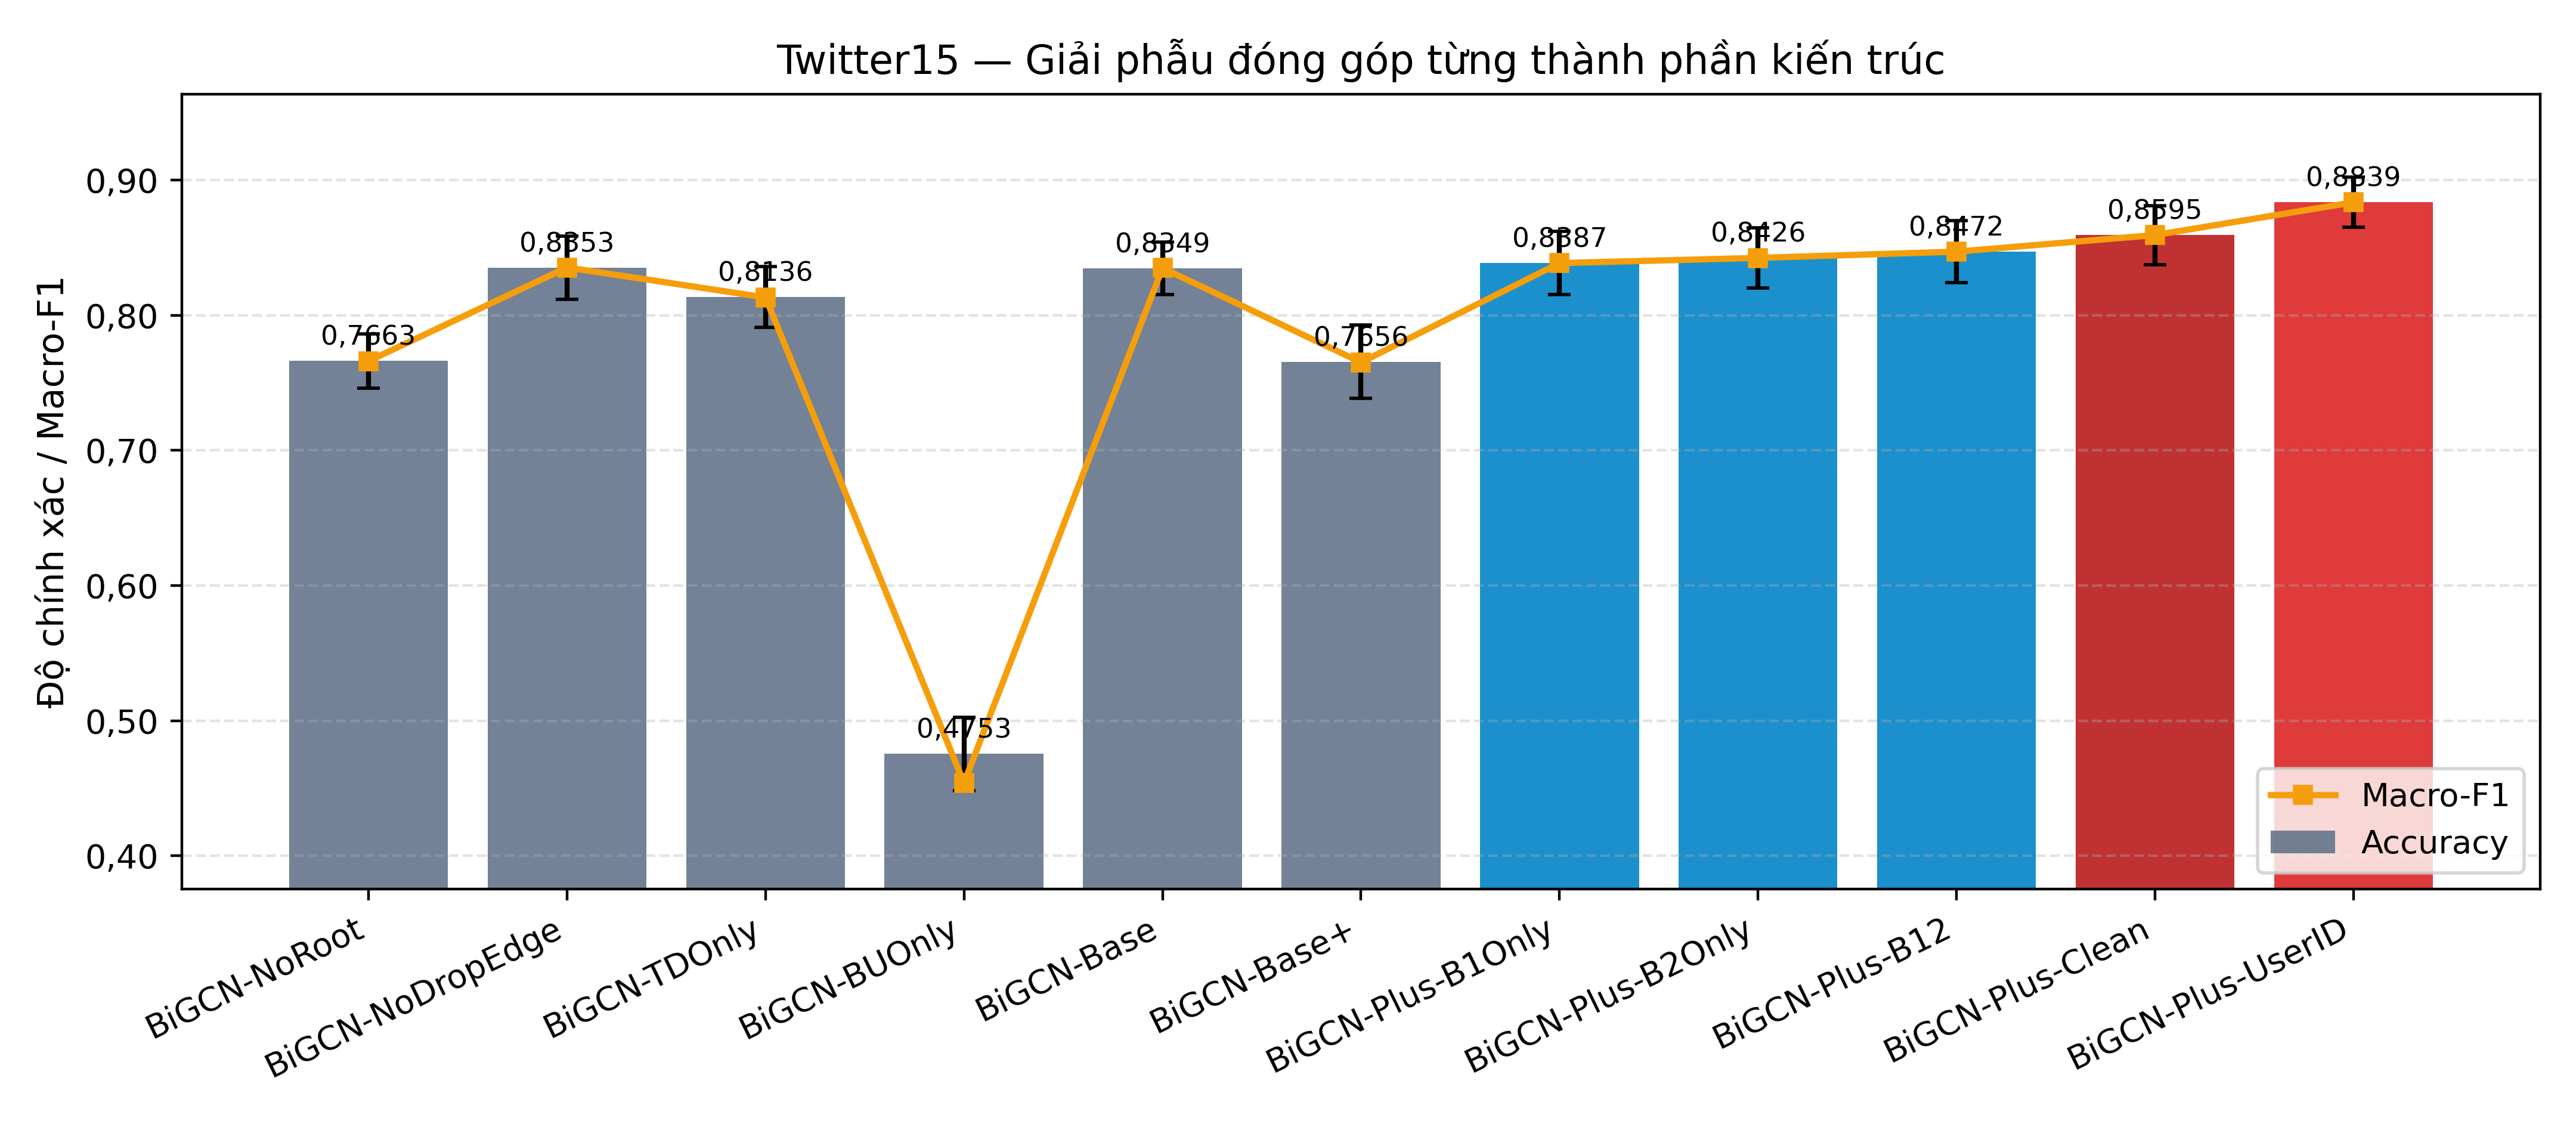 Twitter15 — Giải phẫu đóng góp từng thành phần kiến trúc
Độ chính xác / Macro-F1
0,90
0,80
0,70
0,60
0,50
0,40
0,7663
0,8353
0,8136
0,4753
0,8349
0,7656
0,8387
0,8426
0,8472
0,8595
0,8839
Macro-F1
Accuracy
BiGCN-NoRoot
BiGCN-NoDropEdge
BiGCN-TDOnly
BiGCN-BUOnly
BiGCN-Base
BiGCN-Base+
BiGCN-Plus-B1Only
BiGCN-Plus-B2Only
BiGCN-Plus-B12
BiGCN-Plus-Clean
BiGCN-Plus-UserID